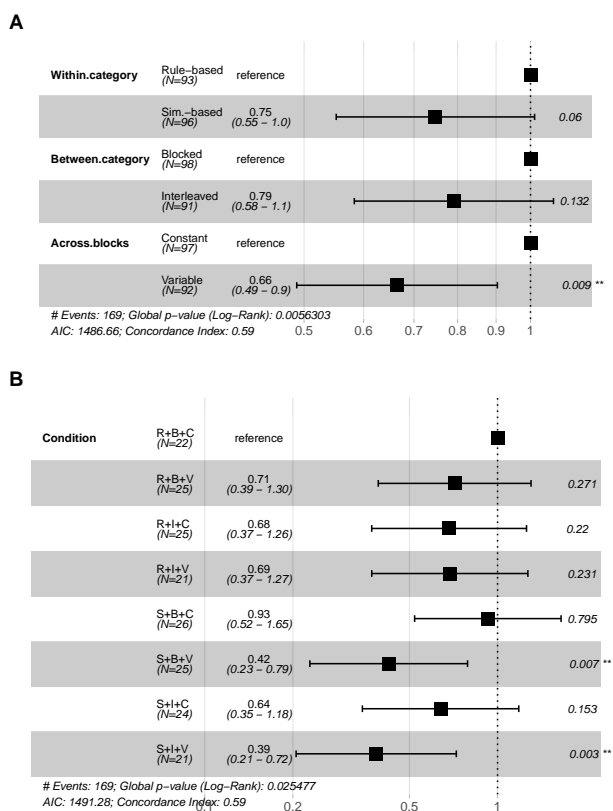 A
Within.category Rule−based reference
(N=93)
Sim.−based 0.75 0.06
(N=96) (0.55 − 1.0)
Between.category Blocked reference
(N=98)
Interleaved 0.79 0.132
(N=91) (0.58 − 1.1)
Across.blocks Constant reference
(N=97)
Variable 0.66 0.009 **
(N=92) (0.49 − 0.9)
# Events: 169; Global p−value (Log−Rank): 0.0056303
AIC: 1486.66; Concordance Index: 0.59
0.5 0.6 0.7 0.8 0.9 1
B
Condition R+B+C reference
(N=22)
R+B+V 0.71 0.271
(N=25) (0.39 − 1.30)
R+I+C 0.68 0.22
(N=25) (0.37 − 1.26)
R+I+V 0.69 0.231
(N=21) (0.37 − 1.27)
S+B+C 0.93 0.795
(N=26) (0.52 − 1.65)
S+B+V 0.42 0.007 **
(N=25) (0.23 − 0.79)
S+I+C 0.64 0.153
(N=24) (0.35 − 1.18)
S+I+V 0.39 0.003 **
(N=21) (0.21 − 0.72)
# Events: 169; Global p−value (Log−Rank): 0.025477
AIC: 1491.28; Concordance Index: 0.59
0.1 0.2 0.5 1